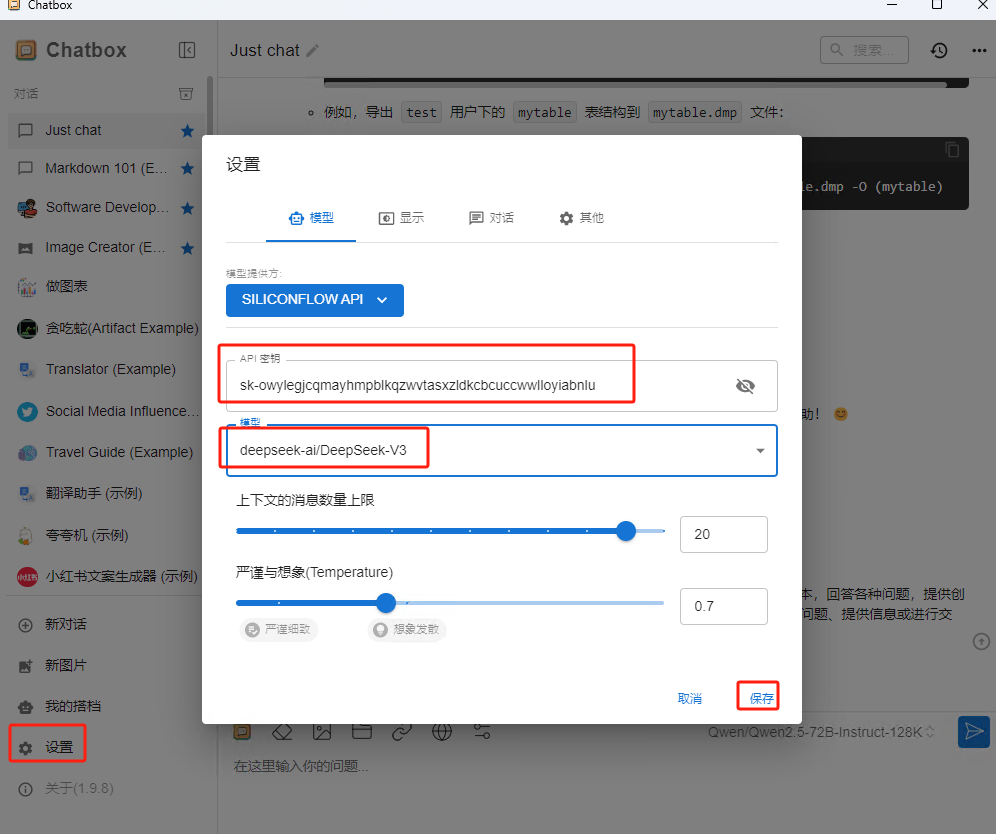 Chatbox
Chatbox
Just chat
搜索...
对话
Just chat
Markdown 101 (E...
Software Develop...
Image Creator (E...
做图表
贪吃蛇(Artifact Example)
Translator (Example)
Social Media Influence...
Travel Guide (Example)
翻译助手 (示例)
夸夸机 (示例)
小红书文案生成器 (示例)
新对话
新图片
我的搭档
设置
关于(1.9.8)
例如，导出 test 用户下的 mytable 表结构到 mytable.dmp 文件：
le.dmp -O (mytable)
助！
本，回答各种问题，提供创
问题、提供信息或进行交
设置
模型
显示
对话
其他
模型提供方:
SILICONFLOW API
API 密钥
sk-owylegjcqmayhmpblkqzwvtasxzldkcbcuccwwlloyiabnlu
模型
deepseek-ai/DeepSeek-V3
上下文的消息数量上限
20
严谨与想象(Temperature)
0.7
严谨细致
想象发散
取消
保存
Qwen/Qwen2.5-72B-Instruct-128K
在这里输入你的问题...